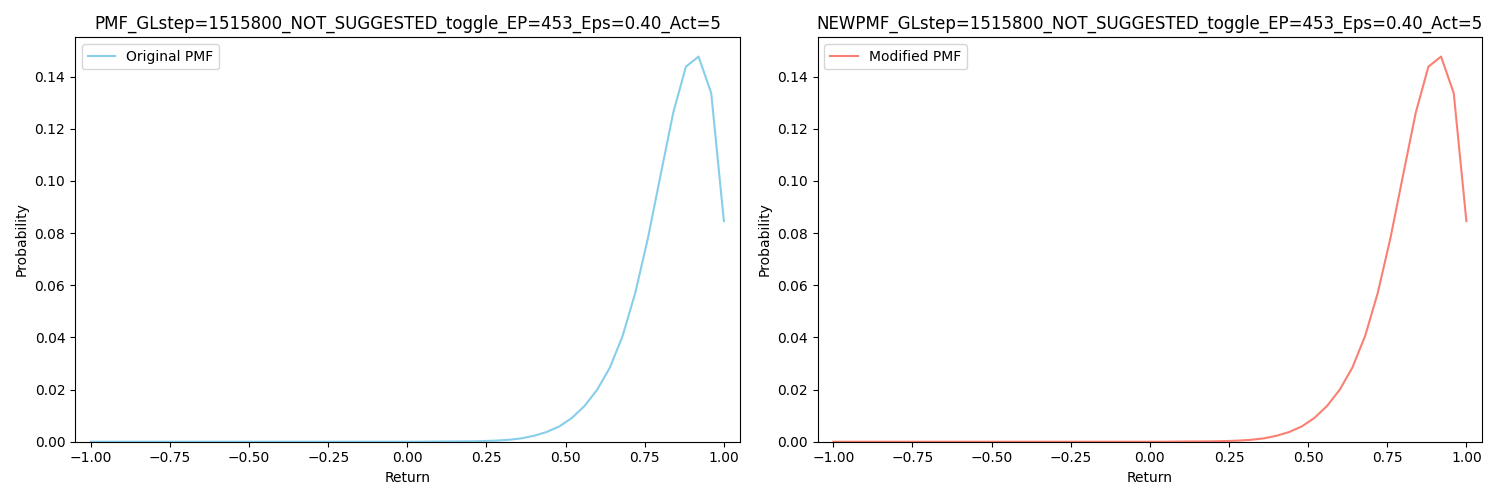 PMF_GLstep=1515800_NOT_SUGGESTED_toggle_EP=453_Eps=0.40_Act=5
Original PMF
Probability
0.14
0.12
0.10
0.08
0.06
0.04
0.02
0.00
−1.00 −0.75 −0.50 −0.25 0.00 0.25 0.50 0.75 1.00
Return
NEWPMF_GLstep=1515800_NOT_SUGGESTED_toggle_EP=453_Eps=0.40_Act=5
Modified PMF
Probability
0.14
0.12
0.10
0.08
0.06
0.04
0.02
0.00
−1.00 −0.75 −0.50 −0.25 0.00 0.25 0.50 0.75 1.00
Return